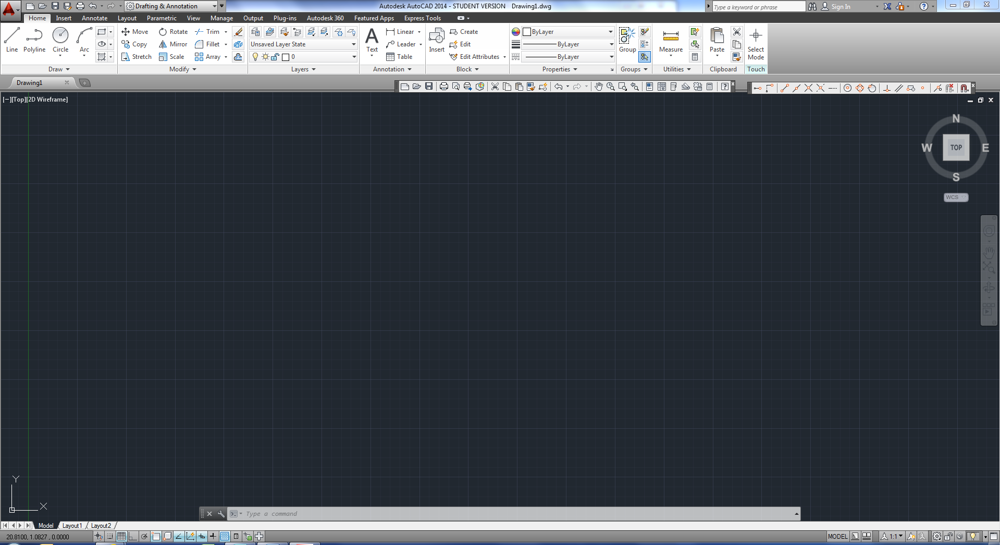 Drafting & Annotation
Autodesk AutoCAD 2014 - STUDENT VERSION Drawing1.dwg
Type a keyword or phrase
Sign In
Home Insert Annotate Layout Parametric View Manage Output Plug-ins Autodesk 360 Featured Apps Express Tools
Move Rotate Trim Linear Create ByLayer
Line Polyline Circle Arc Copy Mirror Fillet Unsaved Layer State Text Leader Insert Edit ByLayer Group Measure Paste Select
Mode
Stretch Scale Array 0 Table Edit Attributes ByLayer
Draw Modify Layers Annotation Block Properties Groups Utilities Clipboard Touch
Drawing1
[−][Top][2D Wireframe]
N
W TOP E
S
WCS
Y
X
Type a command
Model Layout1 Layout2
20.8100, 1.0827 , 0.0000
MODEL 1:1